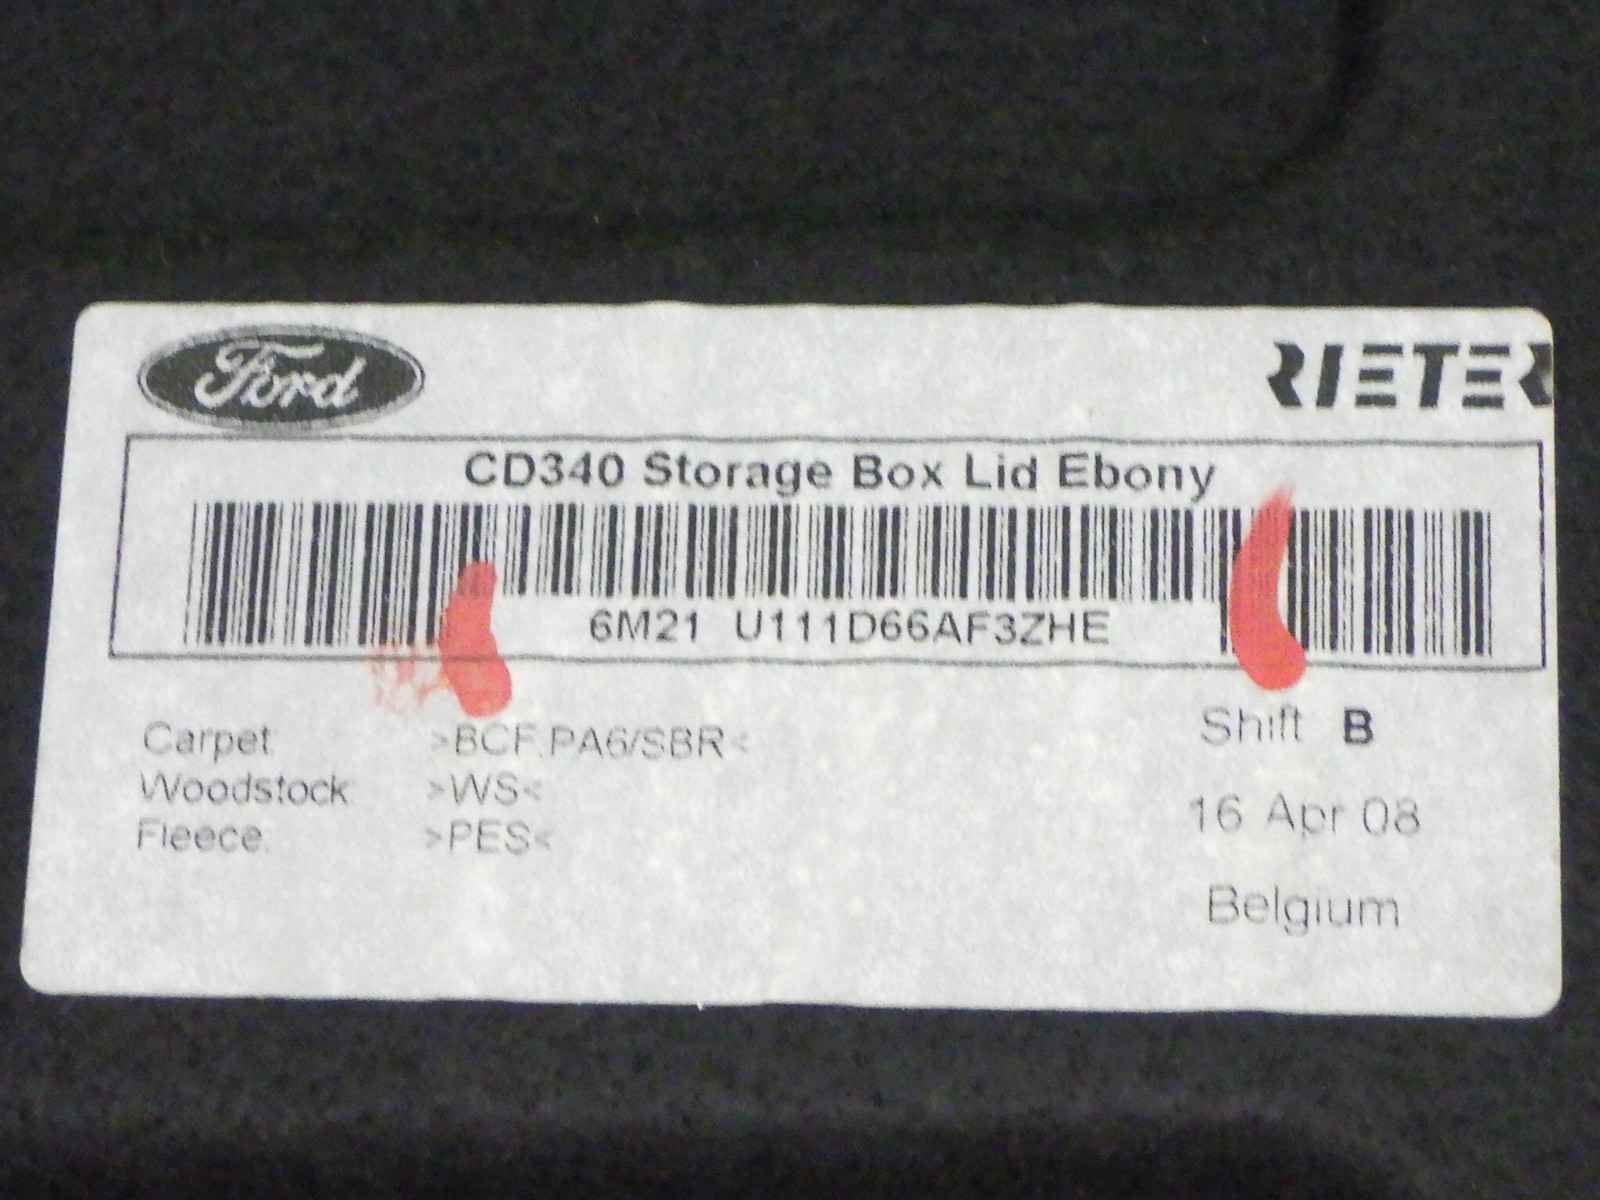 Ford
RIETER
CD340 Storage Box Lid Ebony
6M21 U111D66AF3ZHE
Carpet: >BCF.PA6/SBR<
Woodstock: >WS<
Fleece: >PES<
Shift B
16 Apr 08
Belgium